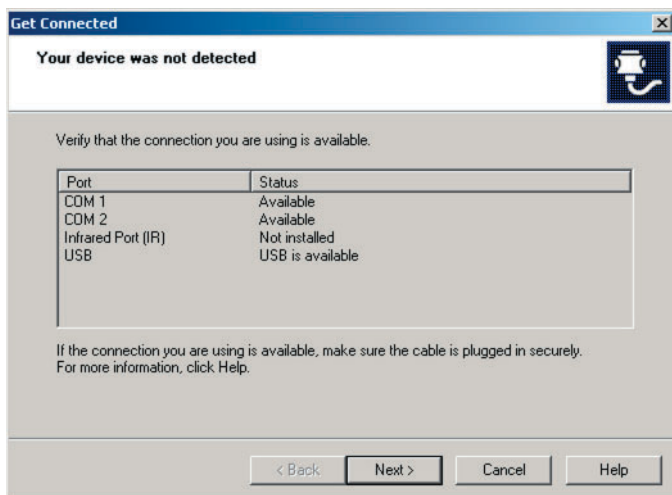 Get Connected
Your device was not detected
Verify that the connection you are using is available.
Port Status
COM 1 Available
COM 2 Available
Infrared Port (IR) Not installed
USB USB is available
If the connection you are using is available, make sure the cable is plugged in securely.
For more information, click Help.
< Back Next > Cancel Help